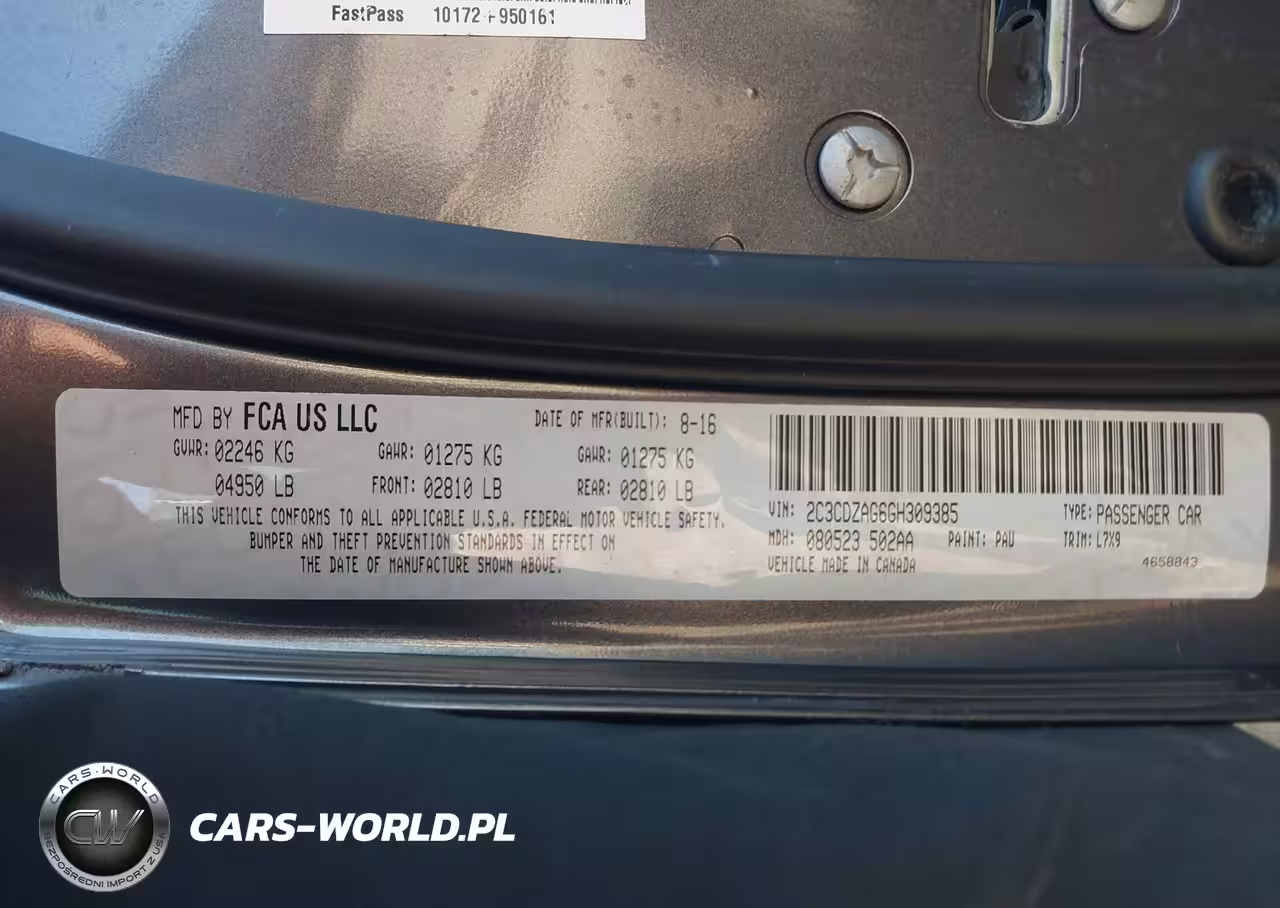 FastPass 10172 F950161
MFD BY FCA US LLC DATE OF MFR(BUILT): 8-16
GVWR: 02246 KG GAWR: 01275 KG GAWR: 01275 KG
04950 LB FRONT: 02810 LB REAR: 02810 LB
THIS VEHICLE CONFORMS TO ALL APPLICABLE U.S.A. FEDERAL MOTOR VEHICLE SAFETY,
BUMPER AND THEFT PREVENTION STANDARDS IN EFFECT ON
THE DATE OF MANUFACTURE SHOWN ABOVE.
VIN: 2C3CDZAG6GH309385 TYPE: PASSENGER CAR
MDH: 080523 502AA PAINT: PAU TRIM: L7X9
VEHICLE MADE IN CANADA 4658843
CARS-WORLD
CW
BEZPOŚREDNI IMPORT Z USA
CARS-WORLD.PL